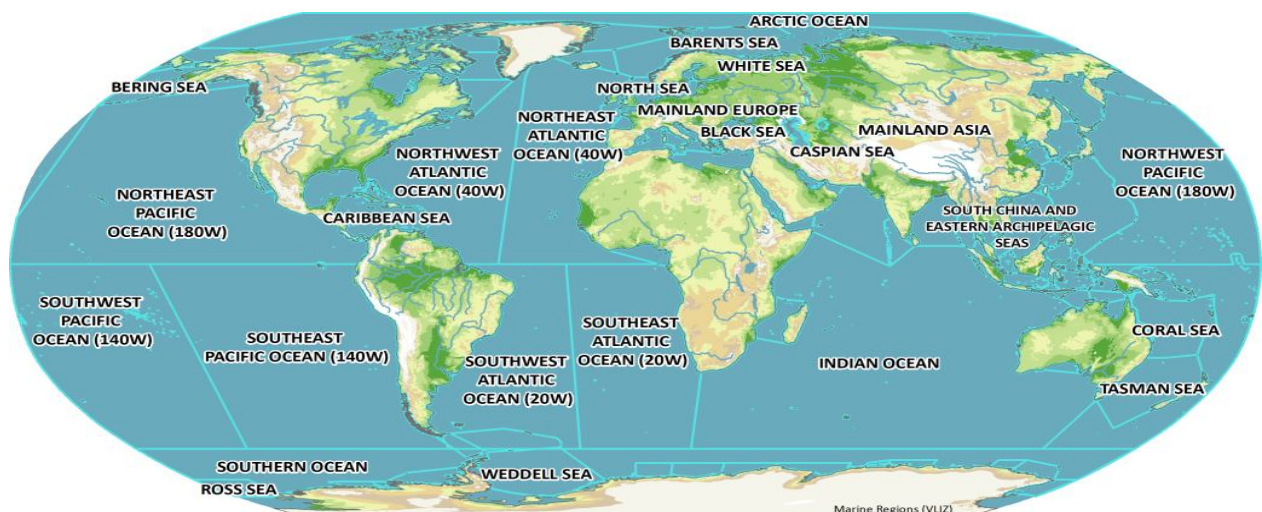 ARCTIC OCEAN
BARENTS SEA
WHITE SEA
BERING SEA
NORTH SEA
MAINLAND EUROPE
NORTHEAST
ATLANTIC
OCEAN (40W)
BLACK SEA
MAINLAND ASIA
CASPIAN SEA
NORTHWEST
ATLANTIC
OCEAN (40W)
NORTHWEST
PACIFIC
OCEAN (180W)
NORTHEAST
PACIFIC
OCEAN (180W)
CARIBBEAN SEA
SOUTH CHINA AND
EASTERN ARCHIPELAGIC
SEAS
SOUTHWEST
PACIFIC
OCEAN (140W)
SOUTHEAST
PACIFIC OCEAN (140W)
SOUTHWEST
ATLANTIC
OCEAN (20W)
SOUTHEAST
ATLANTIC
OCEAN (20W)
INDIAN OCEAN
CORAL SEA
TASMAN SEA
SOUTHERN OCEAN
WEDDELL SEA
ROSS SEA
Marine Regions (VLIZ)